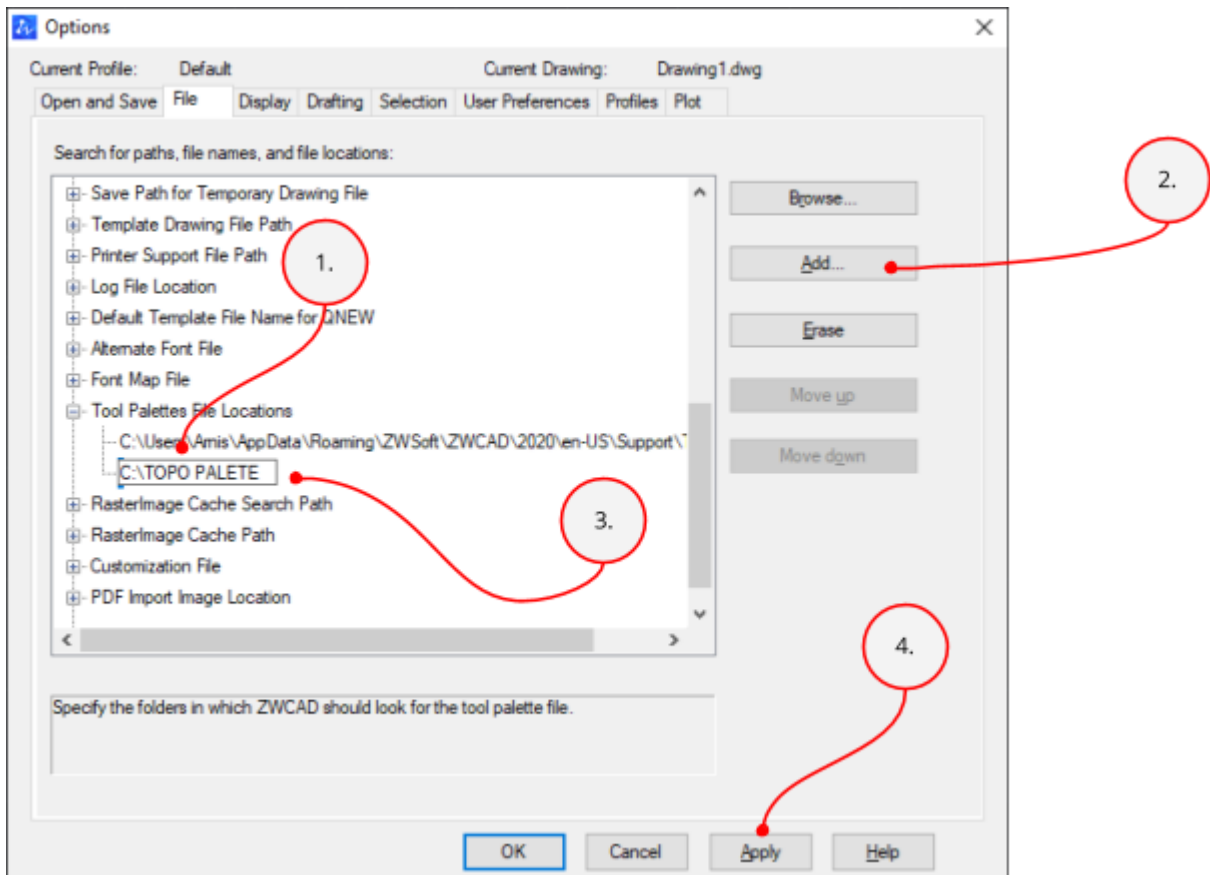 Options
Current Profile: Default Current Drawing: Drawing1.dwg
Open and Save File Display Drafting Selection User Preferences Profiles Plot
Search for paths, file names, and file locations:
Save Path for Temporary Drawing File
Template Drawing File Path
Printer Support File Path
Log File Location
Default Template File Name for QNEW
Alternate Font File
Font Map File
Tool Palettes File Locations
C:\Users\Arnis\AppData\Roaming\ZWSoft\ZWCAD\2020\en-US\Support\T
C:\TOPO PALETE
RasterImage Cache Search Path
RasterImage Cache Path
Customization File
PDF Import Image Location
Browse...
Add...
Erase
Move up
Move down
1.
2.
3.
4.
Specify the folders in which ZWCAD should look for the tool palette file.
OK Cancel Apply Help